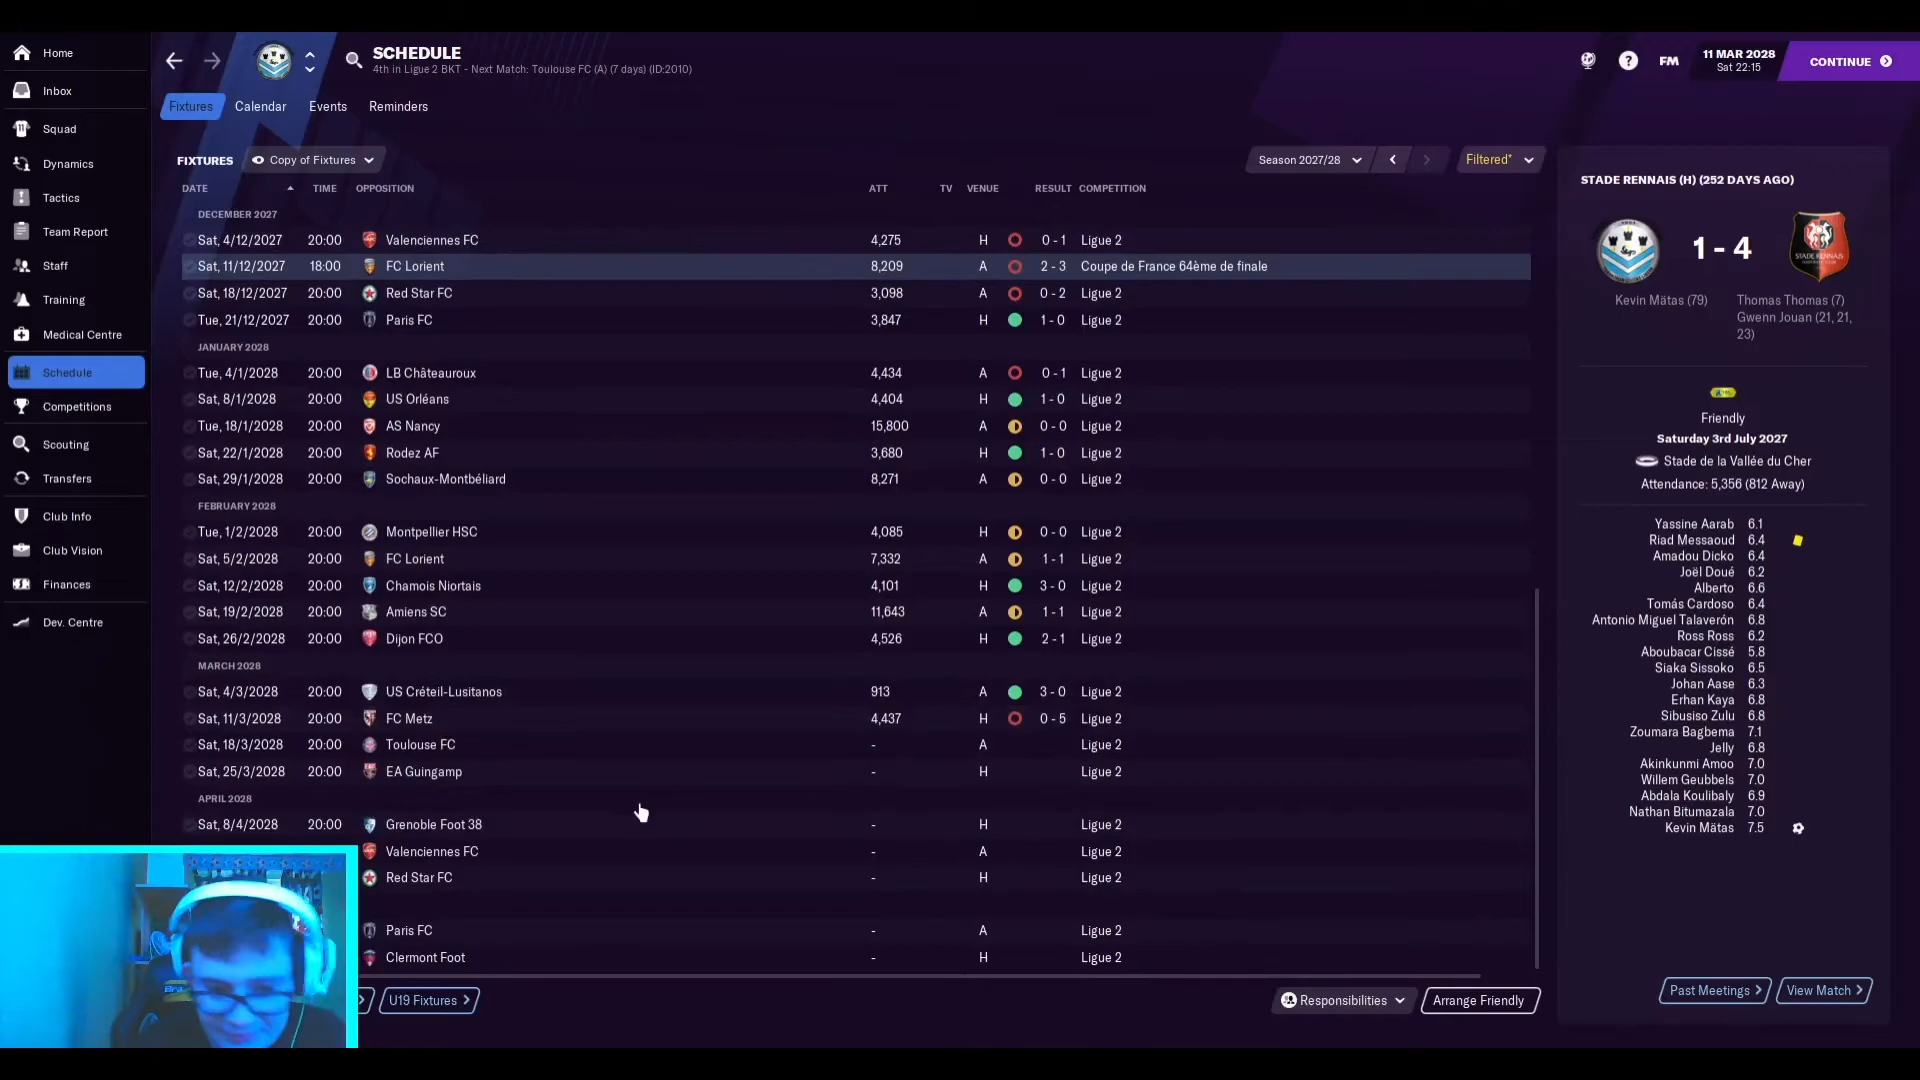 Home
Inbox
Squad
Dynamics
Tactics
Team Report
Staff
Training
Medical Centre
Schedule
Competitions
Scouting
Transfers
Club Info
Club Vision
Finances
Dev. Centre
SCHEDULE
4th in Ligue 2 BKT - Next Match: Toulouse FC (A) (7 days) (ID:2010)
? FM 11 MAR 2028
Sat 22:15
CONTINUE
Fixtures Calendar Events Reminders
FIXTURES Copy of Fixtures Season 2027/28 Filtered*
DATE TIME OPPOSITION ATT TV VENUE RESULT COMPETITION
DECEMBER 2027
Sat, 4/12/2027 20:00 Valenciennes FC 4,275 H 0 - 1 Ligue 2
Sat, 11/12/2027 18:00 FC Lorient 8,209 A 2 - 3 Coupe de France 64ème de finale
Sat, 18/12/2027 20:00 Red Star FC 3,098 A 0 - 2 Ligue 2
Tue, 21/12/2027 20:00 Paris FC 3,847 H 1 - 0 Ligue 2
JANUARY 2028
Tue, 4/1/2028 20:00 LB Châteauroux 4,434 A 0 - 1 Ligue 2
Sat, 8/1/2028 20:00 US Orléans 4,404 H 1 - 0 Ligue 2
Tue, 18/1/2028 20:00 AS Nancy 15,800 A 0 - 0 Ligue 2
Sat, 22/1/2028 20:00 Rodez AF 3,680 H 1 - 0 Ligue 2
Sat, 29/1/2028 20:00 Sochaux-Montbéliard 8,271 A 0 - 0 Ligue 2
FEBRUARY 2028
Tue, 1/2/2028 20:00 Montpellier HSC 4,085 H 0 - 0 Ligue 2
Sat, 5/2/2028 20:00 FC Lorient 7,332 A 1 - 1 Ligue 2
Sat, 12/2/2028 20:00 Chamois Niortais 4,101 H 3 - 0 Ligue 2
Sat, 19/2/2028 20:00 Amiens SC 11,643 A 1 - 1 Ligue 2
Sat, 26/2/2028 20:00 Dijon FCO 4,526 H 2 - 1 Ligue 2
MARCH 2028
Sat, 4/3/2028 20:00 US Créteil-Lusitanos 913 A 3 - 0 Ligue 2
Sat, 11/3/2028 20:00 FC Metz 4,437 H 0 - 5 Ligue 2
Sat, 18/3/2028 20:00 Toulouse FC - A Ligue 2
Sat, 25/3/2028 20:00 EA Guingamp - H Ligue 2
APRIL 2028
Sat, 8/4/2028 20:00 Grenoble Foot 38 - H Ligue 2
Valenciennes FC - A Ligue 2
Red Star FC - H Ligue 2
Paris FC - A Ligue 2
Clermont Foot - H Ligue 2
U19 Fixtures Responsibilities Arrange Friendly
STADE RENNAIS (H) (252 DAYS AGO)
1 - 4
Kevin Mätas (79)
Thomas Thomas (7)
Gwenn Jouan (21, 21,
23)
Friendly
Saturday 3rd July 2027
Stade de la Vallée du Cher
Attendance: 5,356 (812 Away)
Yassine Aarab 6.1
Riad Messaoud 6.4
Amadou Dicko 6.4
Joël Doué 6.2
Alberto 6.6
Tomás Cardoso 6.4
Antonio Miguel Talaverón 6.8
Ross Ross 6.2
Aboubacar Cissé 5.8
Siaka Sissoko 6.5
Johan Aase 6.3
Erhan Kaya 6.8
Sibusiso Zulu 6.8
Zoumara Bagbema 7.1
Jelly 6.8
Akinkunmi Amoo 7.0
Willem Geubbels 7.0
Abdala Koulibaly 6.9
Nathan Bitumazala 7.0
Kevin Mätas 7.5
Past Meetings View Match